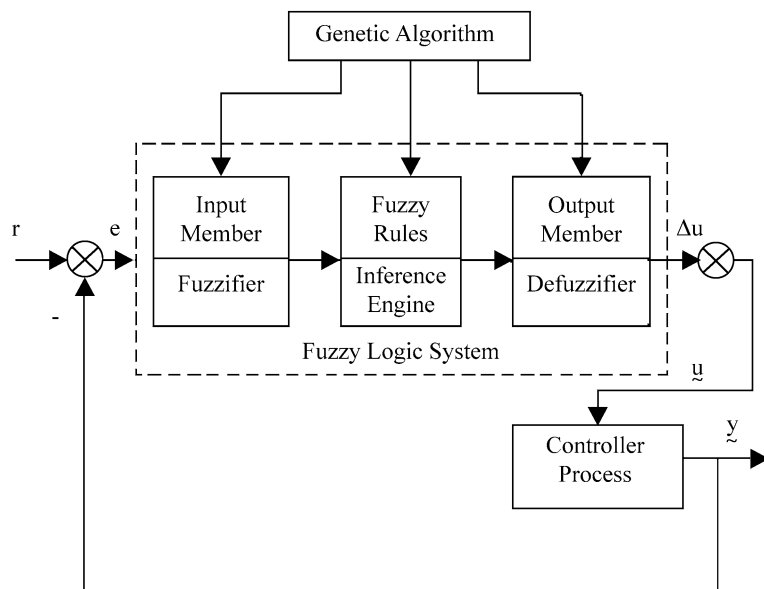 Genetic Algorithm
Input
Member
Fuzzifier
Fuzzy
Rules
Inference
Engine
Output
Member
Defuzzifier
Fuzzy Logic System
r
e
-
Δu
u
~
Controller
Process
y
~